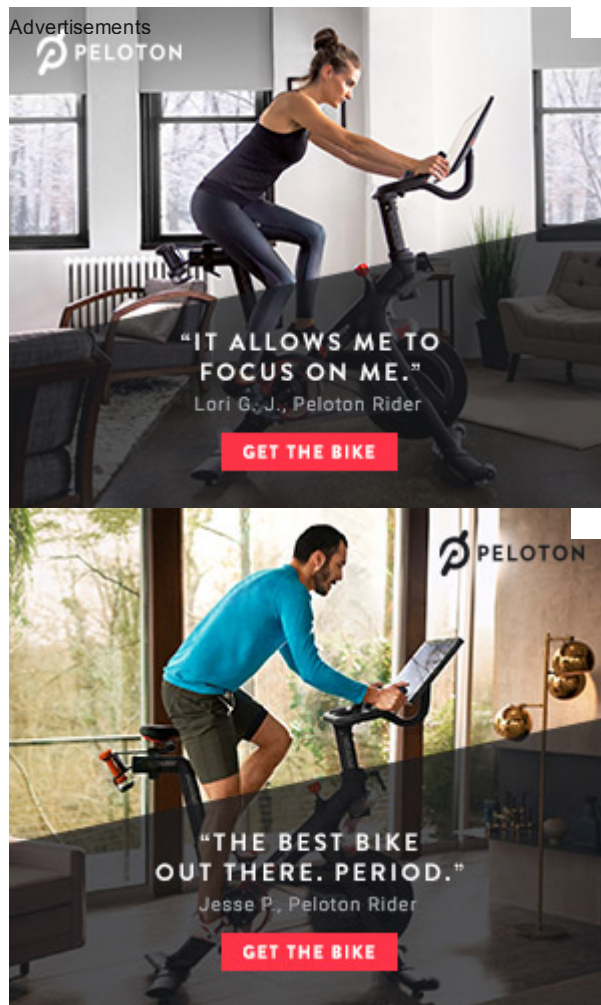 Advertisements
PELOTON
“IT ALLOWS ME TO
FOCUS ON ME.”
Lori G. J., Peloton Rider
GET THE BIKE
PELOTON
“THE BEST BIKE
OUT THERE. PERIOD.”
Jesse P., Peloton Rider
GET THE BIKE